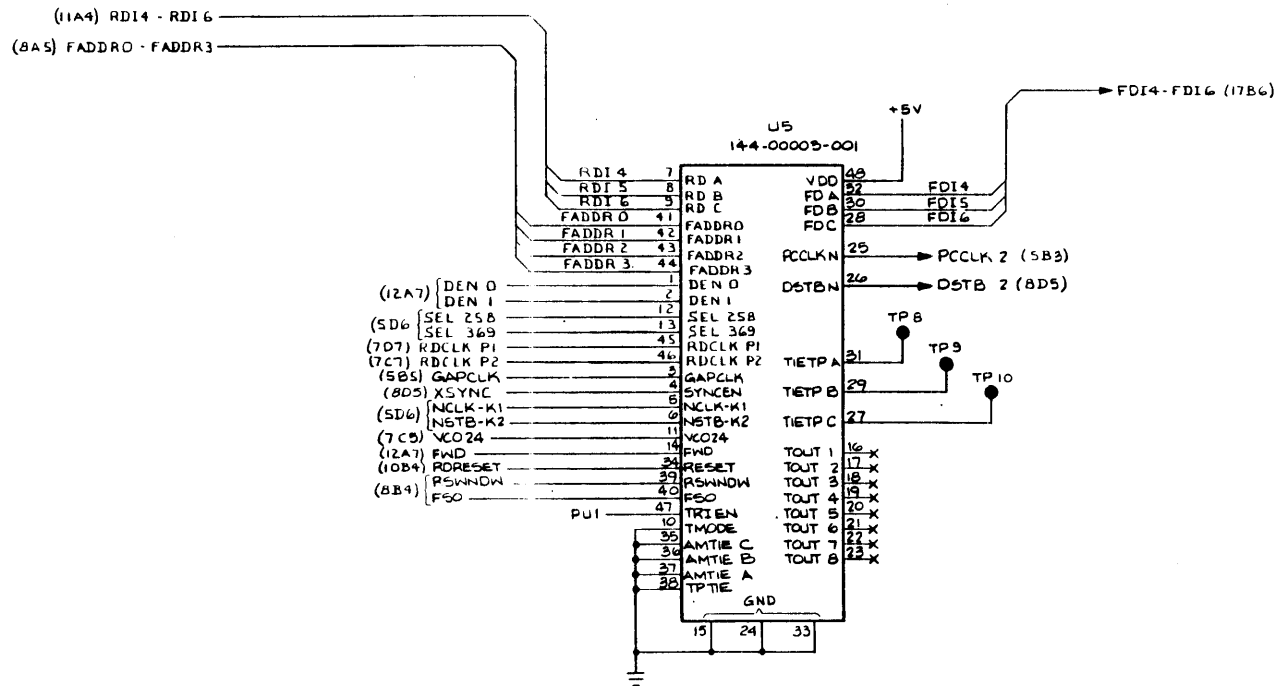 (11A4) RDI4 - RDI6
(8A5) FADDR0 - FADDR3
FDI4-FDI6 (17B6)
+5V
U5
144-00003-001
RDI 4 7 RD A
RDI 5 8 RD B
RDI 6 9 RD C
FADDR 0 41 FADDR0
FADDR 1 42 FADDR1
FADDR 2 43 FADDR2
FADDR 3 44 FADDR3
(12A7) DEN 0 1 DEN 0
DEN 1 2 DEN 1
(5D6 SEL 258 12 SEL 258
SEL 369 13 SEL 369
(7D7) RDCLK P1 45 RDCLK P1
(7C7) RDCLK P2 46 RDCLK P2
(5B5) GAPCLK 3 GAPCLK
(8D5) XSYNC 4 SYNCEN
(5D6) NCLK-K1 5 NCLK-K1
NSTB-K2 6 NSTB-K2
(7C5) VCO24 11 VCO24
(12A7) FWD 14 FWD
(10B4) RDRESET 34 RESET
(8B4) RSWNDW 39 RSWNDW
FSO 40 FSO
PU1 47 TRIEN
10 TMODE
35 AMTIE C
36 AMTIE B
37 AMTIE A
38 TPTIE
VDD 48
FD A 32 FDI4
FD B 30 FDI5
FD C 28 FDI6
PCCLKN 25 PCCLK 2 (5B3)
DSTBN 26 DSTB 2 (8D5)
TP 8
TIETP A 31
TP 9
TIETP B 29
TP 10
TIETP C 27
TOUT 1 16 X
TOUT 2 17 X
TOUT 3 18 X
TOUT 4 19 X
TOUT 5 20 X
TOUT 6 21 X
TOUT 7 22 X
TOUT 8 23 X
GND
15 24 33